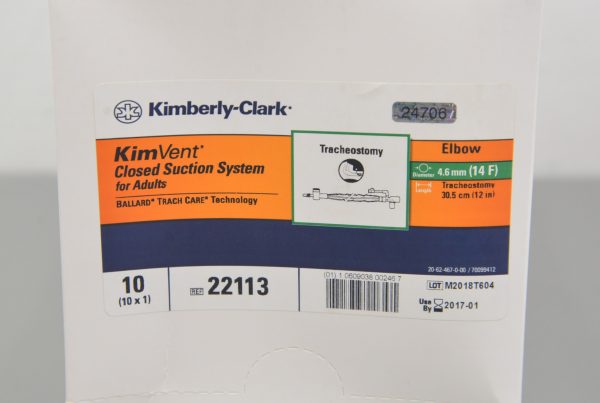 Kimberly-Clark*
24706
KimVent*
Closed Suction System
for Adults
BALLARD* TRACH CARE* Technology
Tracheostomy
Elbow
Diameter
4.6 mm (14 F)
Length
Tracheostomy
30.5 cm (12 in)
20-62-467-0-00 / 70099412
10
(10 x 1)
REF 22113
(01) 1 0609038 00246 7
LOT M2018T604
Use By 2017-01